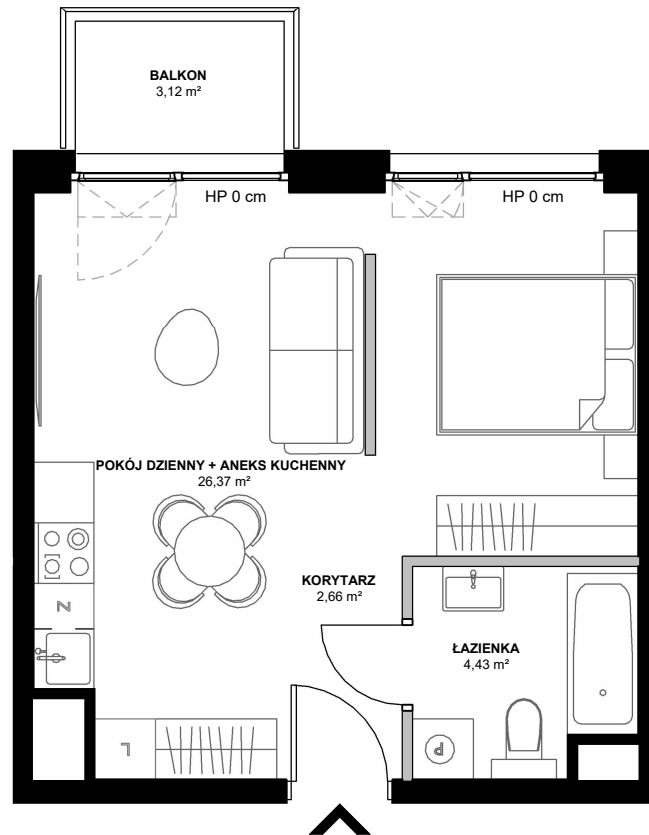 BALKON
3,12 m²
HP 0 cm
HP 0 cm
POKÓJ DZIENNY + ANEKS KUCHENNY
26,37 m²
KORYTARZ
2,66 m²
Z
ŁAZIENKA
4,43 m²
L
P